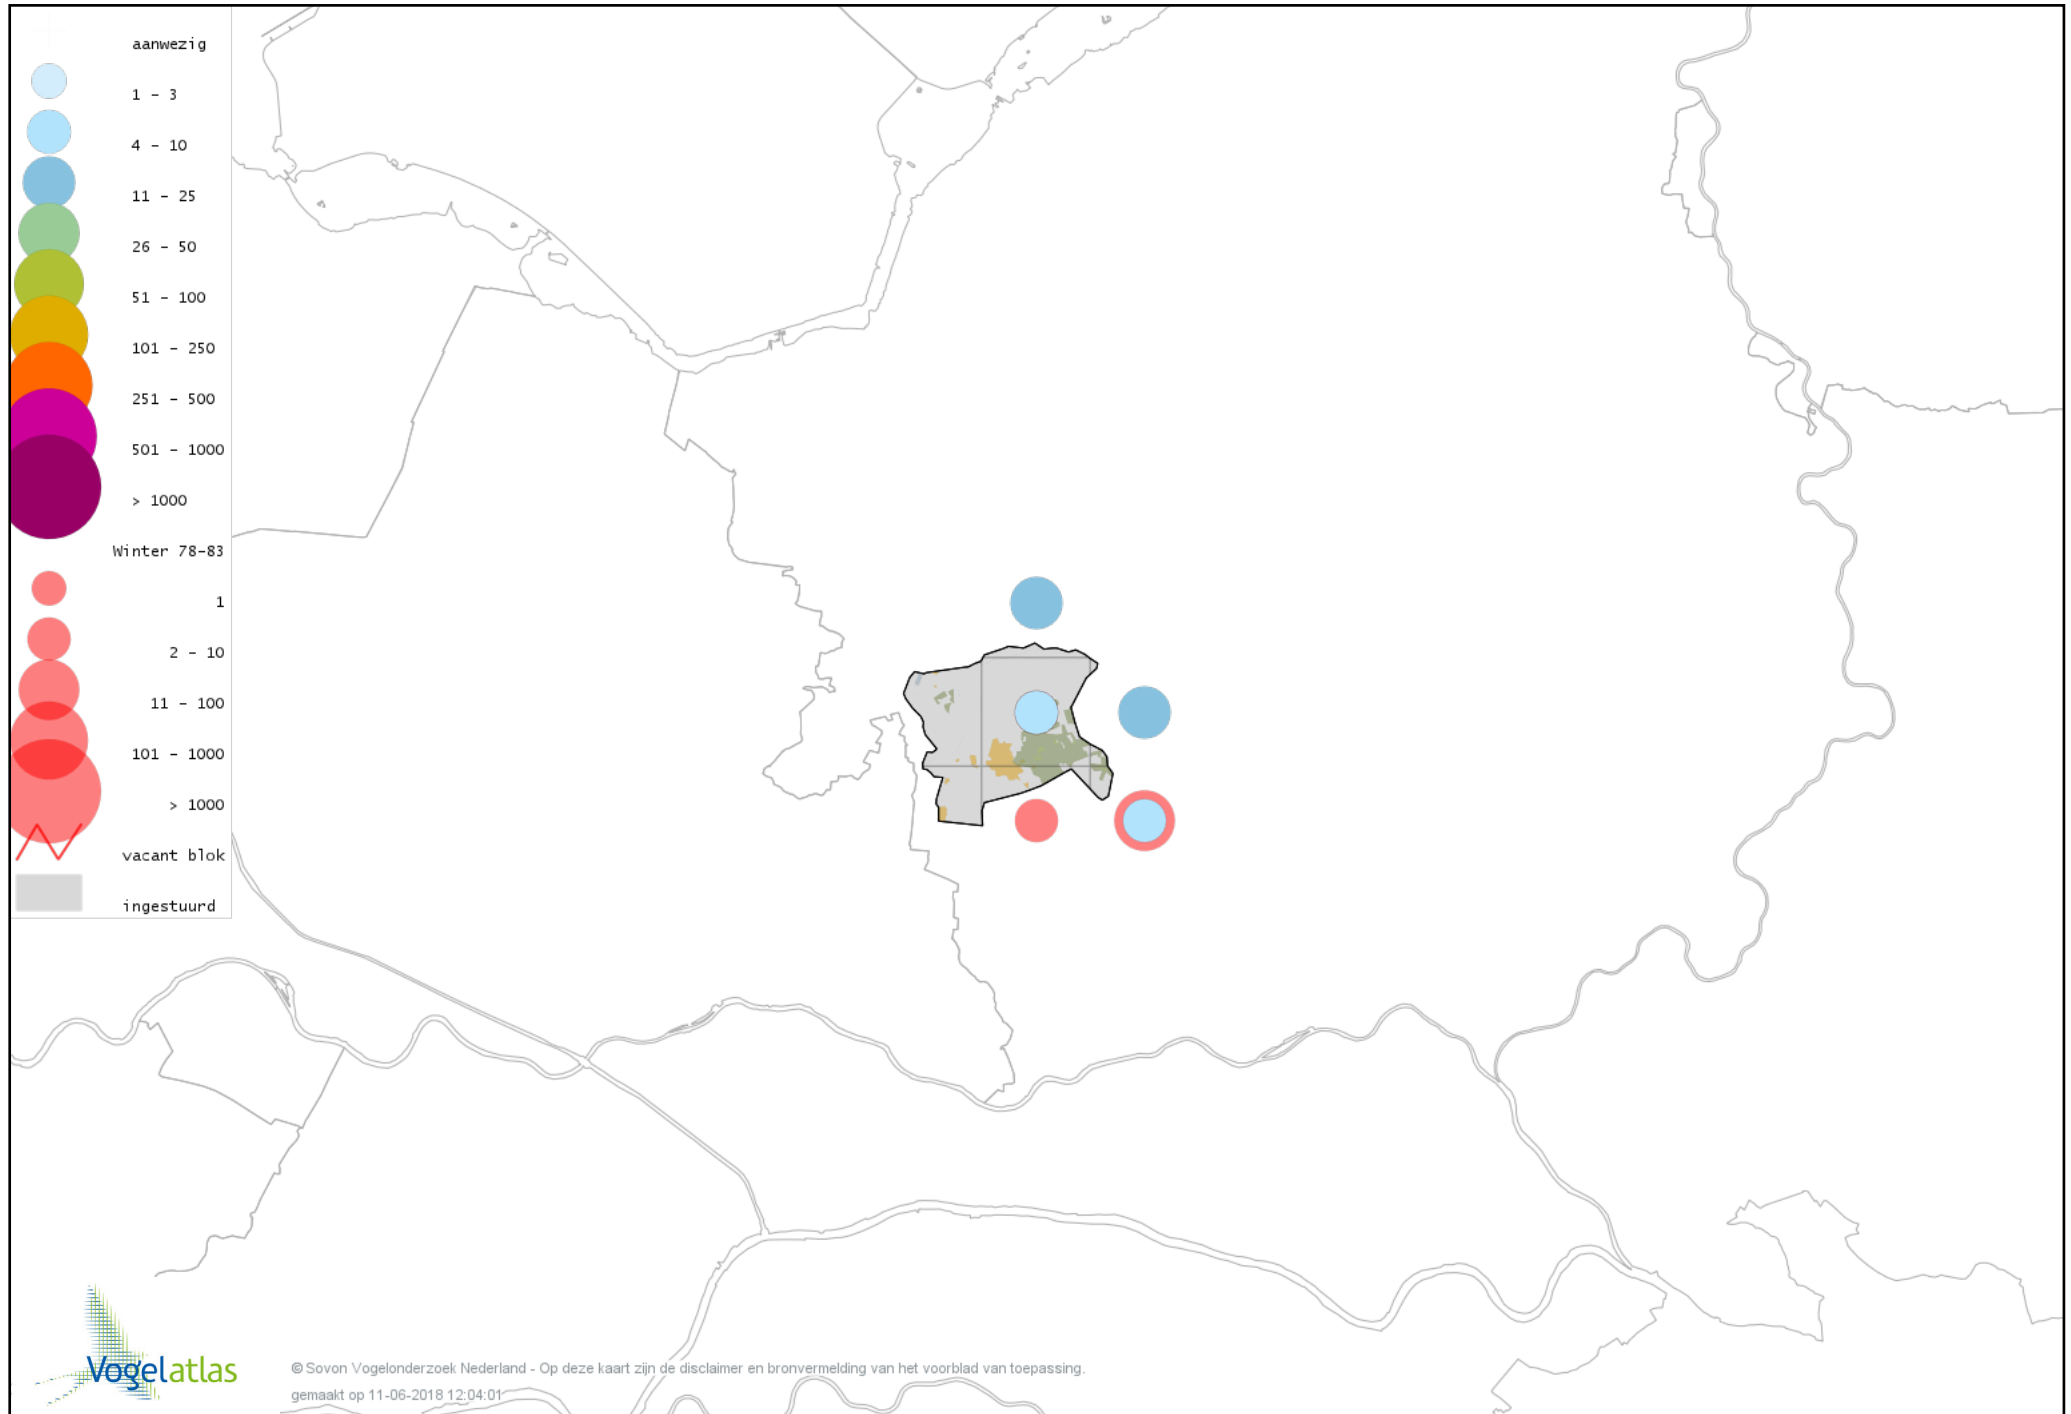 aanwezig
1 - 3
4 - 10
11 - 25
26 - 50
51 - 100
101 - 250
251 - 500
501 - 1000
> 1000
Winter 78-83
1
2 - 10
11 - 100
101 - 1000
> 1000
vacant blok
ingestuurd
Vogelatlas
© Sovon Vogelonderzoek Nederland - Op deze kaart zijn de disclaimer en bronvermelding van het voorblad van toepassing.
gemaakt op 11-06-2018 12:04:01